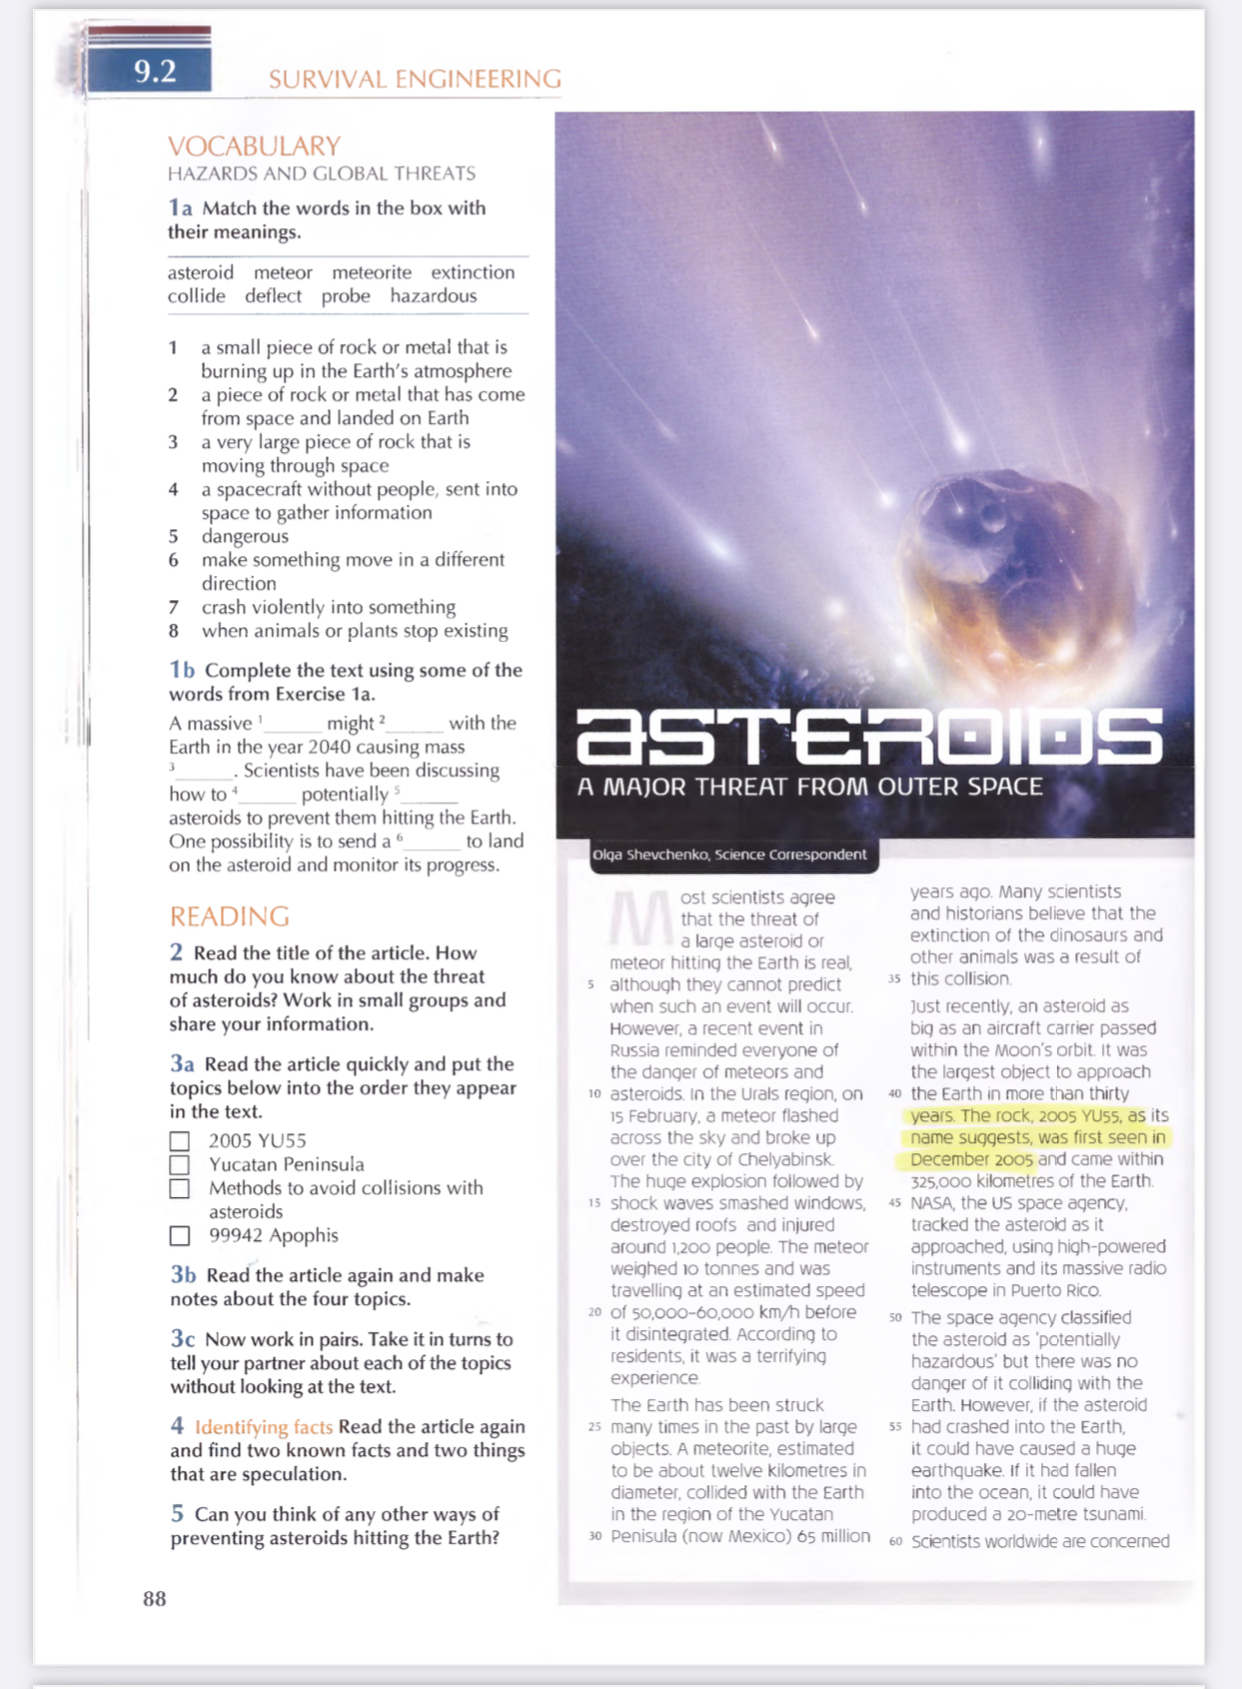 9.2
SURVIVAL ENGINEERING
VOCABULARY
HAZARDS AND GLOBAL THREATS
1a Match the words in the box with
their meanings.
asteroid meteor meteorite extinction
collide deflect probe hazardous
1 a small piece of rock or metal that is
burning up in the Earth's atmosphere
2 a piece of rock or metal that has come
from space and landed on Earth
3 a very large piece of rock that is
moving through space
4 a spacecraft without people, sent into
space to gather information
5 dangerous
6 make something move in a different
direction
7 crash violently into something
8 when animals or plants stop existing
1b Complete the text using some of the
words from Exercise 1a.
A massive 1______ might 2______ with the
Earth in the year 2040 causing mass
3______. Scientists have been discussing
how to 4______ potentially 5______
asteroids to prevent them hitting the Earth.
One possibility is to send a 6______ to land
on the asteroid and monitor its progress.
READING
2 Read the title of the article. How
much do you know about the threat
of asteroids? Work in small groups and
share your information.
3a Read the article quickly and put the
topics below into the order they appear
in the text.
2005 YU55
Yucatan Peninsula
Methods to avoid collisions with
asteroids
99942 Apophis
3b Read the article again and make
notes about the four topics.
3c Now work in pairs. Take it in turns to
tell your partner about each of the topics
without looking at the text.
4 Identifying facts Read the article again
and find two known facts and two things
that are speculation.
5 Can you think of any other ways of
preventing asteroids hitting the Earth?
88
ASTEROIDS
A MAJOR THREAT FROM OUTER SPACE
Olga Shevchenko, Science Correspondent
Most scientists agree
that the threat of
a large asteroid or
meteor hitting the Earth is real,
5 although they cannot predict
when such an event will occur.
However, a recent event in
Russia reminded everyone of
the danger of meteors and
10 asteroids. In the Urals region, on
15 February, a meteor flashed
across the sky and broke up
over the city of Chelyabinsk.
The huge explosion followed by
15 shock waves smashed windows,
destroyed roofs and injured
around 1,200 people. The meteor
weighed 10 tonnes and was
travelling at an estimated speed
20 of 50,000-60,000 km/h before
it disintegrated. According to
residents, it was a terrifying
experience.
The Earth has been struck
25 many times in the past by large
objects. A meteorite, estimated
to be about twelve kilometres in
diameter, collided with the Earth
in the region of the Yucatan
30 Penisula (now Mexico) 65 million
years ago. Many scientists
and historians believe that the
extinction of the dinosaurs and
other animals was a result of
35 this collision.
Just recently, an asteroid as
big as an aircraft carrier passed
within the Moon's orbit. It was
the largest object to approach
40 the Earth in more than thirty
years. The rock, 2005 YU55, as its
name suggests, was first seen in
December 2005 and came within
325,000 kilometres of the Earth.
45 NASA, the US space agency,
tracked the asteroid as it
approached, using high-powered
instruments and its massive radio
telescope in Puerto Rico.
50 The space agency classified
the asteroid as 'potentially
hazardous' but there was no
danger of it colliding with the
Earth. However, if the asteroid
55 had crashed into the Earth,
it could have caused a huge
earthquake. If it had fallen
into the ocean, it could have
produced a 20-metre tsunami.
60 Scientists worldwide are concerned